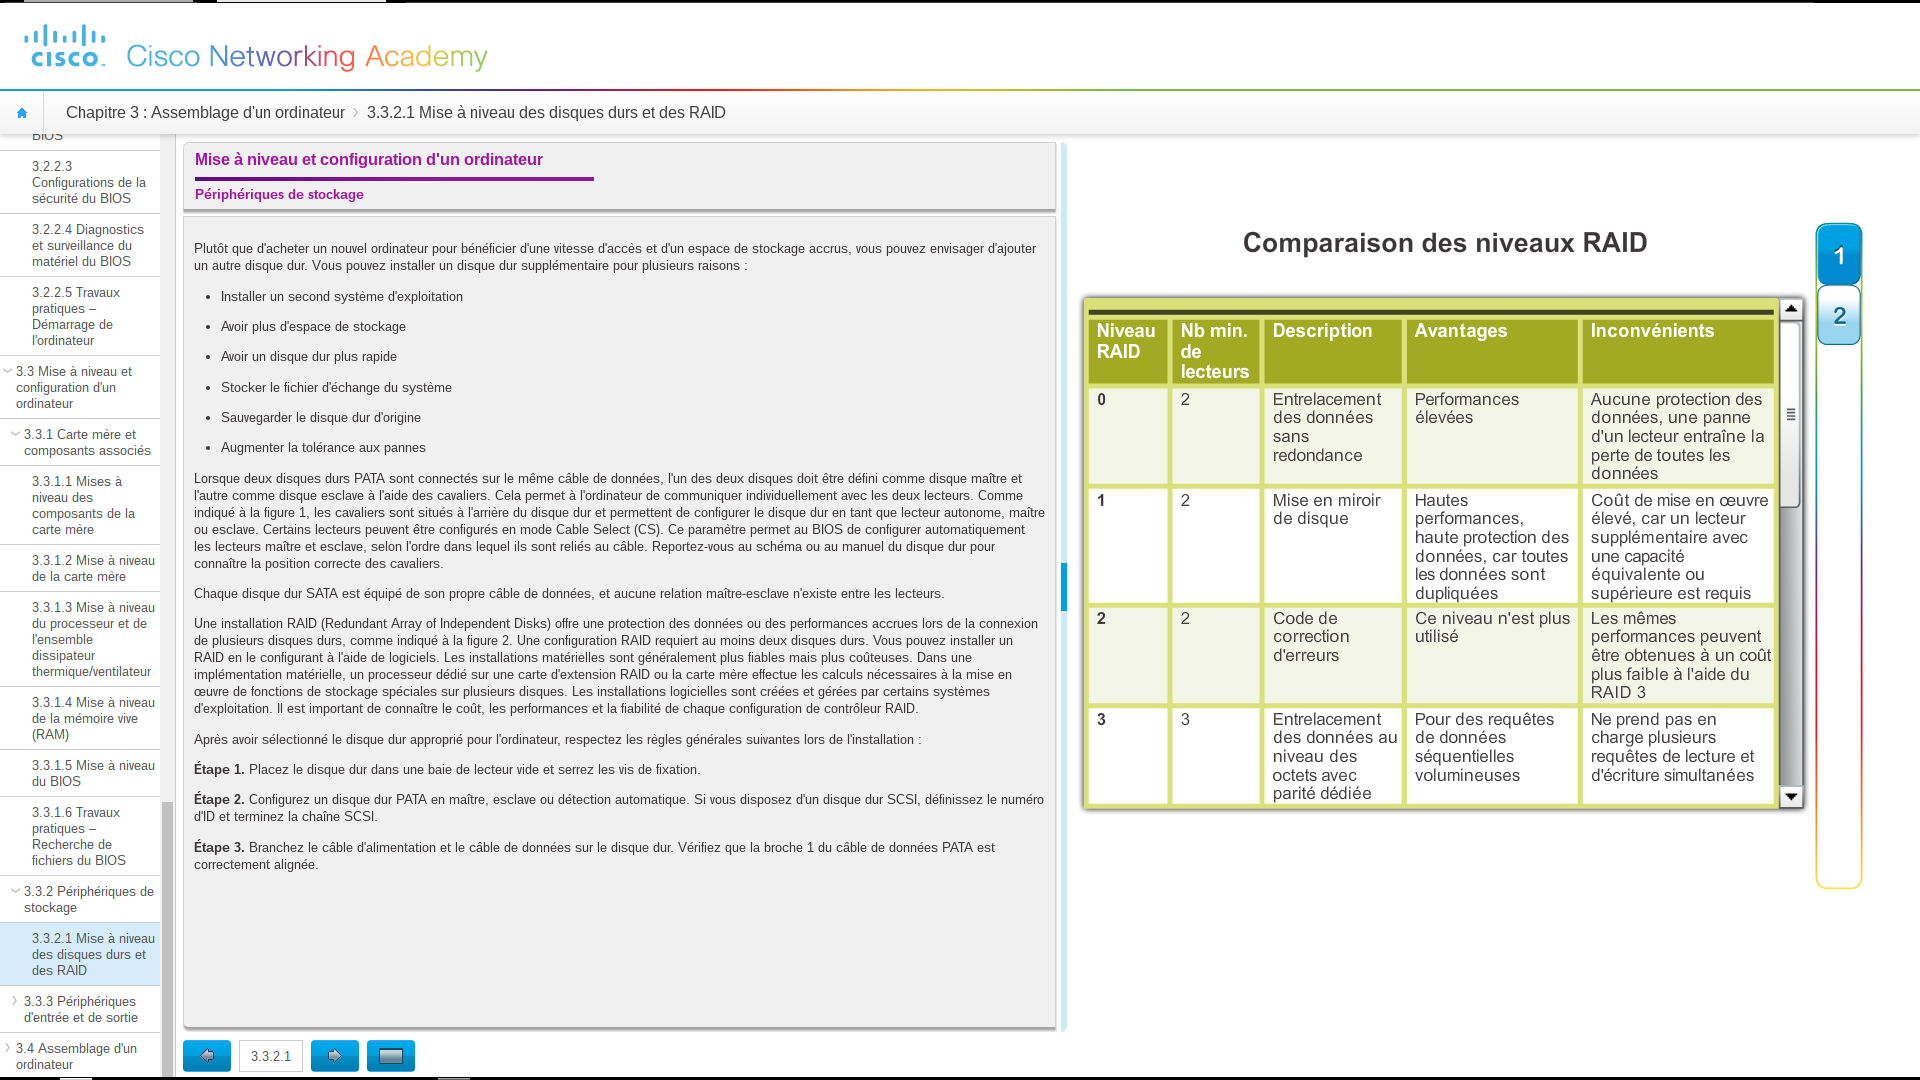 cisco
Cisco Networking Academy
Chapitre 3 : Assemblage d'un ordinateur
3.3.2.1 Mise à niveau des disques durs et des RAID
BIOS
3.2.2.3
Configurations de la
sécurité du BIOS
3.2.2.4 Diagnostics
et surveillance du
matériel du BIOS
3.2.2.5 Travaux
pratiques –
Démarrage de
l'ordinateur
3.3 Mise à niveau et
configuration d'un
ordinateur
3.3.1 Carte mère et
composants associés
3.3.1.1 Mises à
niveau des
composants de la
carte mère
3.3.1.2 Mise à niveau
de la carte mère
3.3.1.3 Mise à niveau
du processeur et de
l'ensemble
dissipateur
thermique/ventilateur
3.3.1.4 Mise à niveau
de la mémoire vive
(RAM)
3.3.1.5 Mise à niveau
du BIOS
3.3.1.6 Travaux
pratiques –
Recherche de
fichiers du BIOS
3.3.2 Périphériques de
stockage
3.3.2.1 Mise à niveau
des disques durs et
des RAID
3.3.3 Périphériques
d'entrée et de sortie
3.4 Assemblage d'un
ordinateur
Mise à niveau et configuration d'un ordinateur
Périphériques de stockage
Plutôt que d'acheter un nouvel ordinateur pour bénéficier d'une vitesse d'accès et d'un espace de stockage accrus, vous pouvez envisager d'ajouter
un autre disque dur. Vous pouvez installer un disque dur supplémentaire pour plusieurs raisons :
• Installer un second système d'exploitation
• Avoir plus d'espace de stockage
• Avoir un disque dur plus rapide
• Stocker le fichier d'échange du système
• Sauvegarder le disque dur d'origine
• Augmenter la tolérance aux pannes
Lorsque deux disques durs PATA sont connectés sur le même câble de données, l'un des deux disques doit être défini comme disque maître et
l'autre comme disque esclave à l'aide des cavaliers. Cela permet à l'ordinateur de communiquer individuellement avec les deux lecteurs. Comme
indiqué à la figure 1, les cavaliers sont situés à l'arrière du disque dur et permettent de configurer le disque dur en tant que lecteur autonome, maître
ou esclave. Certains lecteurs peuvent être configurés en mode Cable Select (CS). Ce paramètre permet au BIOS de configurer automatiquement
les lecteurs maître et esclave, selon l'ordre dans lequel ils sont reliés au câble. Reportez-vous au schéma ou au manuel du disque dur pour
connaître la position correcte des cavaliers.
Chaque disque dur SATA est équipé de son propre câble de données, et aucune relation maître-esclave n'existe entre les lecteurs.
Une installation RAID (Redundant Array of Independent Disks) offre une protection des données ou des performances accrues lors de la connexion
de plusieurs disques durs, comme indiqué à la figure 2. Une configuration RAID requiert au moins deux disques durs. Vous pouvez installer un
RAID en le configurant à l'aide de logiciels. Les installations matérielles sont généralement plus fiables mais plus coûteuses. Dans une
implémentation matérielle, un processeur dédié sur une carte d'extension RAID ou la carte mère effectue les calculs nécessaires à la mise en
œuvre de fonctions de stockage spéciales sur plusieurs disques. Les installations logicielles sont créées et gérées par certains systèmes
d'exploitation. Il est important de connaître le coût, les performances et la fiabilité de chaque configuration de contrôleur RAID.
Après avoir sélectionné le disque dur approprié pour l'ordinateur, respectez les règles générales suivantes lors de l'installation :
Étape 1. Placez le disque dur dans une baie de lecteur vide et serrez les vis de fixation.
Étape 2. Configurez un disque dur PATA en maître, esclave ou détection automatique. Si vous disposez d'un disque dur SCSI, définissez le numéro
d'ID et terminez la chaîne SCSI.
Étape 3. Branchez le câble d'alimentation et le câble de données sur le disque dur. Vérifiez que la broche 1 du câble de données PATA est
correctement alignée.
3.3.2.1
Comparaison des niveaux RAID
1
2
Niveau
RAID
Nb min.
de
lecteurs
Description
Avantages
Inconvénients
0
2
Entrelacement
des données
sans
redondance
Performances
élevées
Aucune protection des
données, une panne
d'un lecteur entraîne la
perte de toutes les
données
1
2
Mise en miroir
de disque
Hautes
performances,
haute protection des
données, car toutes
les données sont
dupliquées
Coût de mise en œuvre
élevé, car un lecteur
supplémentaire avec
une capacité
équivalente ou
supérieure est requis
2
2
Code de
correction
d'erreurs
Ce niveau n'est plus
utilisé
Les mêmes
performances peuvent
être obtenues à un coût
plus faible à l'aide du
RAID 3
3
3
Entrelacement
des données au
niveau des
octets avec
parité dédiée
Pour des requêtes
de données
séquentielles
volumineuses
Ne prend pas en
charge plusieurs
requêtes de lecture et
d'écriture simultanées